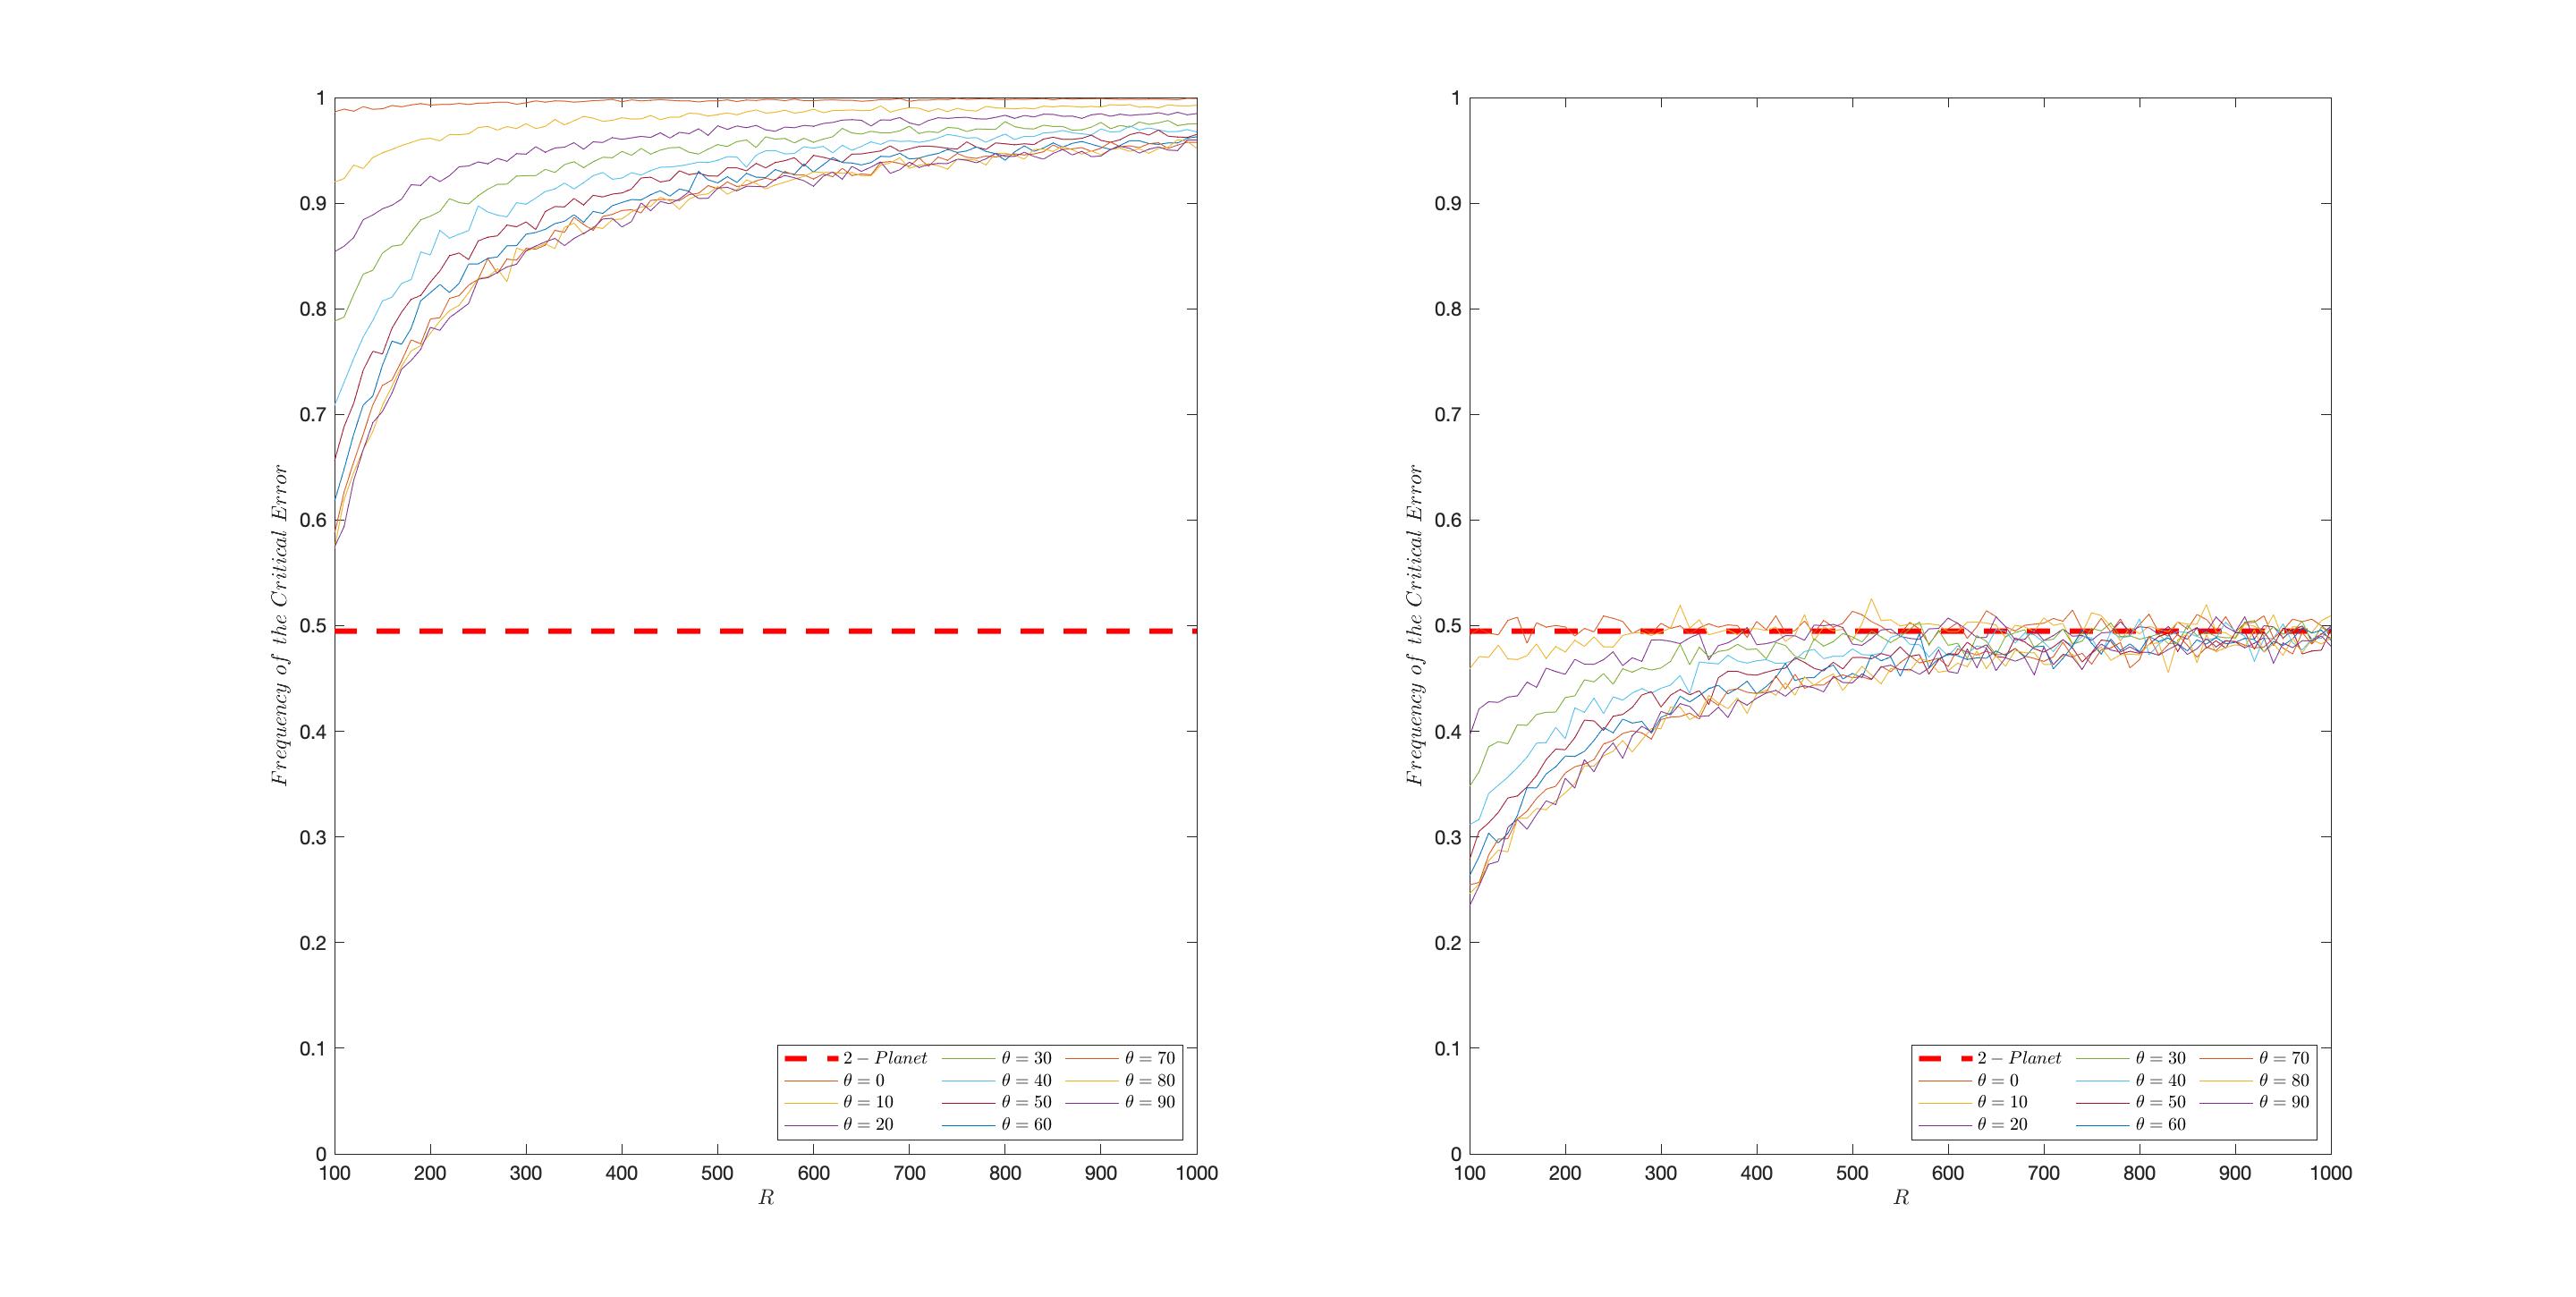 1
0.9
0.8
0.7
0.6
0.5
0.4
0.3
0.2
0.1
0
Frequency of the Critical Error
100 200 300 400 500 600 700 800 900 1000
R
2 − Planet θ = 30 θ = 70
θ = 0 θ = 40 θ = 80
θ = 10 θ = 50 θ = 90
θ = 20 θ = 60
1
0.9
0.8
0.7
0.6
0.5
0.4
0.3
0.2
0.1
0
Frequency of the Critical Error
100 200 300 400 500 600 700 800 900 1000
R
2 − Planet θ = 30 θ = 70
θ = 0 θ = 40 θ = 80
θ = 10 θ = 50 θ = 90
θ = 20 θ = 60